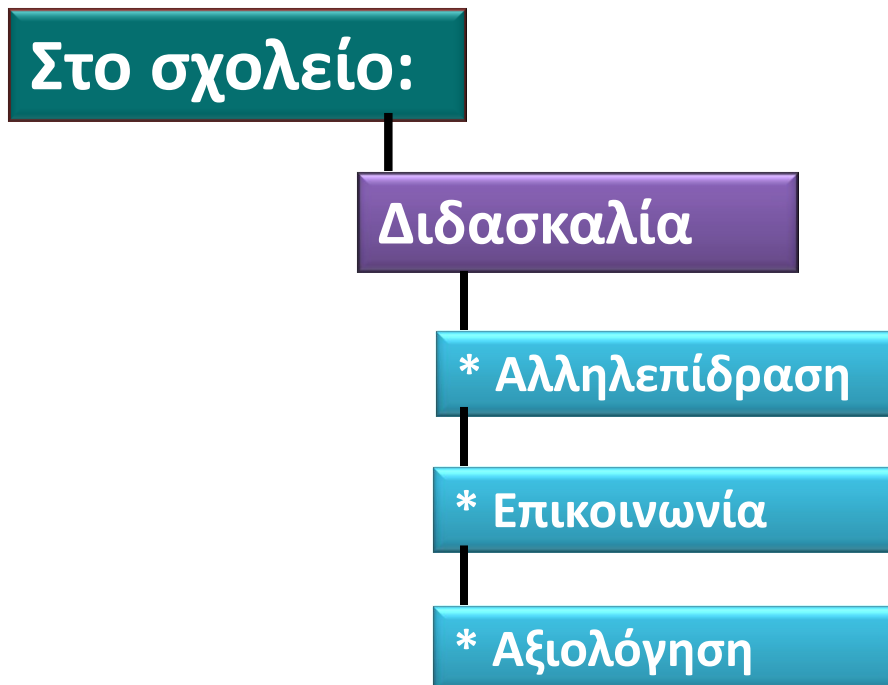 Στο σχολείο:
Διδασκαλία
* Αλληλεπίδραση
* Επικοινωνία
* Αξιολόγηση